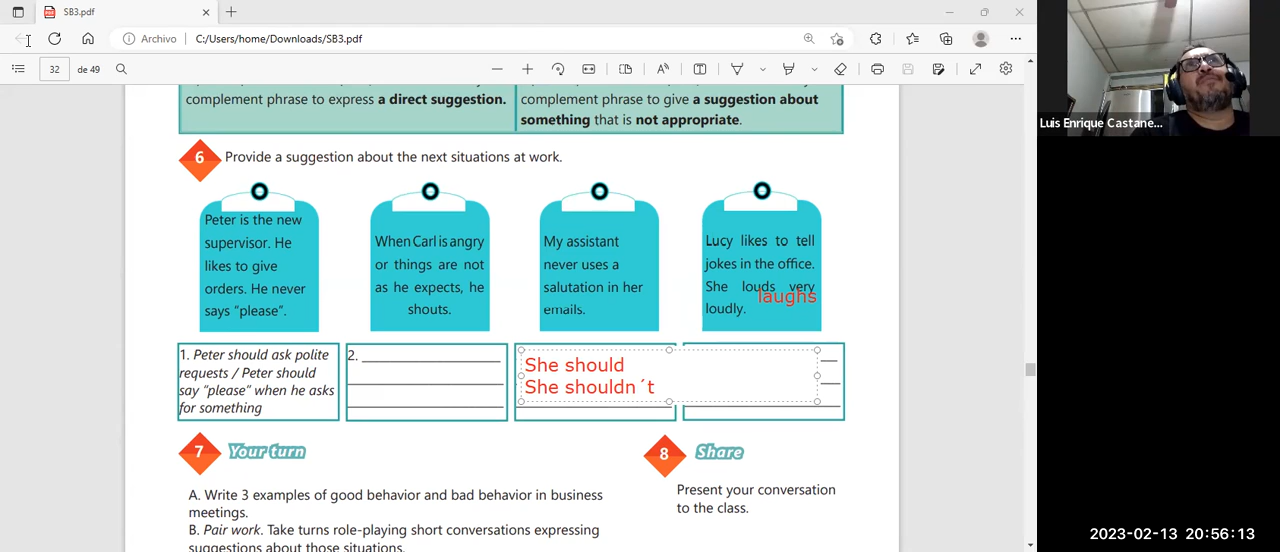 SB3.pdf
Archivo
C:/Users/home/Downloads/SB3.pdf
32
de 49
complement phrase to express a direct suggestion.
complement phrase to give a suggestion about
something that is not appropriate.
6
Provide a suggestion about the next situations at work.
Peter is the new
supervisor. He
likes to give
orders. He never
says “please”.
When Carl is angry
or things are not
as he expects, he
shouts.
My assistant
never uses a
salutation in her
emails.
Lucy likes to tell
jokes in the office.
She louds very
laughs
loudly.
1. Peter should ask polite
requests / Peter should
say “please” when he asks
for something
2.
She should
She shouldn´t
7
Your turn
8
Share
A. Write 3 examples of good behavior and bad behavior in business
meetings.
B. Pair work. Take turns role-playing short conversations expressing
suggestions about those situations.
Present your conversation
to the class.
Luis Enrique Castane...
2023-02-13 20:56:13